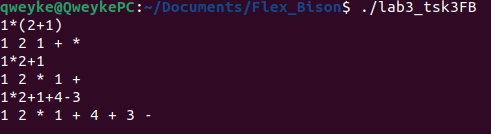 qweyke@QweykePC:~/Documents/Flex_Bison$ ./lab3_tsk3FB
1*(2+1)
1 2 1 + *
1*2+1
1 2 * 1 +
1*2+1+4-3
1 2 * 1 + 4 + 3 -